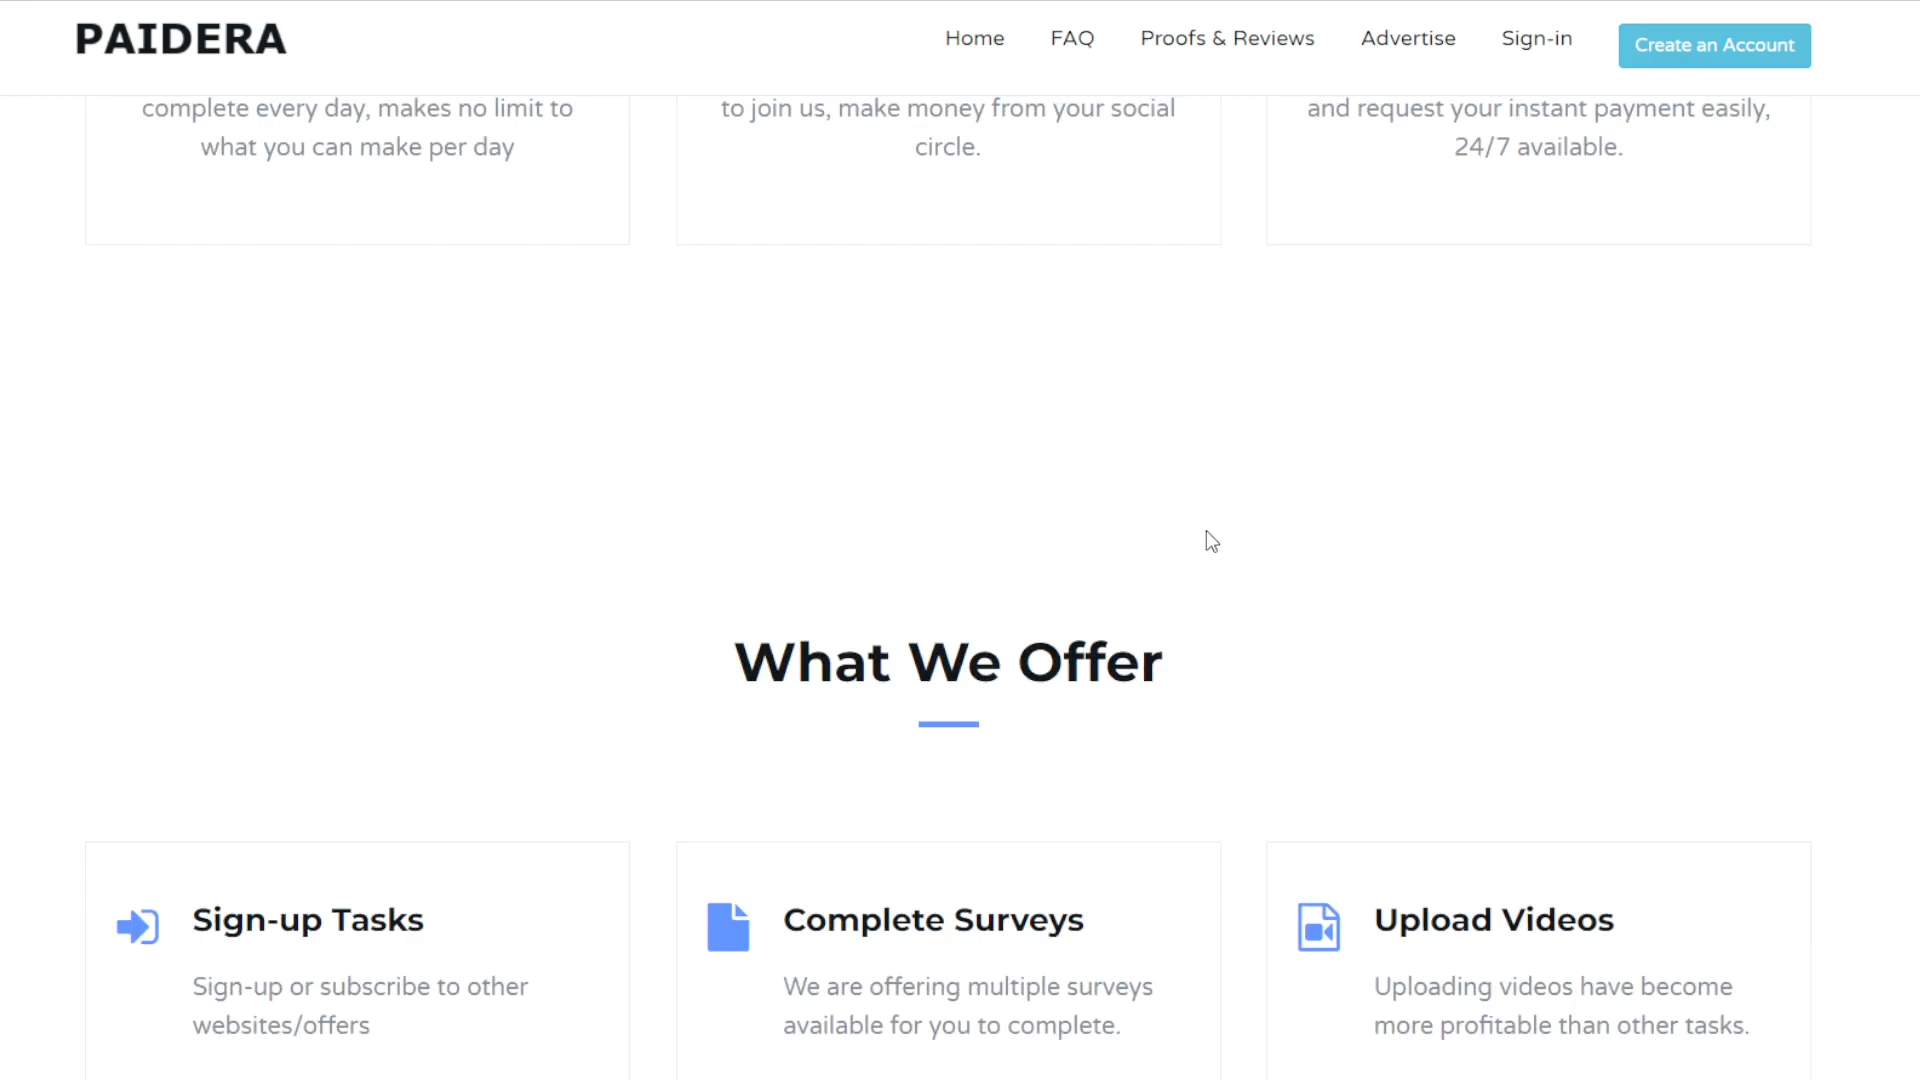 PAIDERA
Home FAQ Proofs & Reviews Advertise Sign-in Create an Account
complete every day, makes no limit to
what you can make per day
to join us, make money from your social
circle.
and request your instant payment easily,
24/7 available.
What We Offer
Sign-up Tasks
Sign-up or subscribe to other
websites/offers
Complete Surveys
We are offering multiple surveys
available for you to complete.
Upload Videos
Uploading videos have become
more profitable than other tasks.